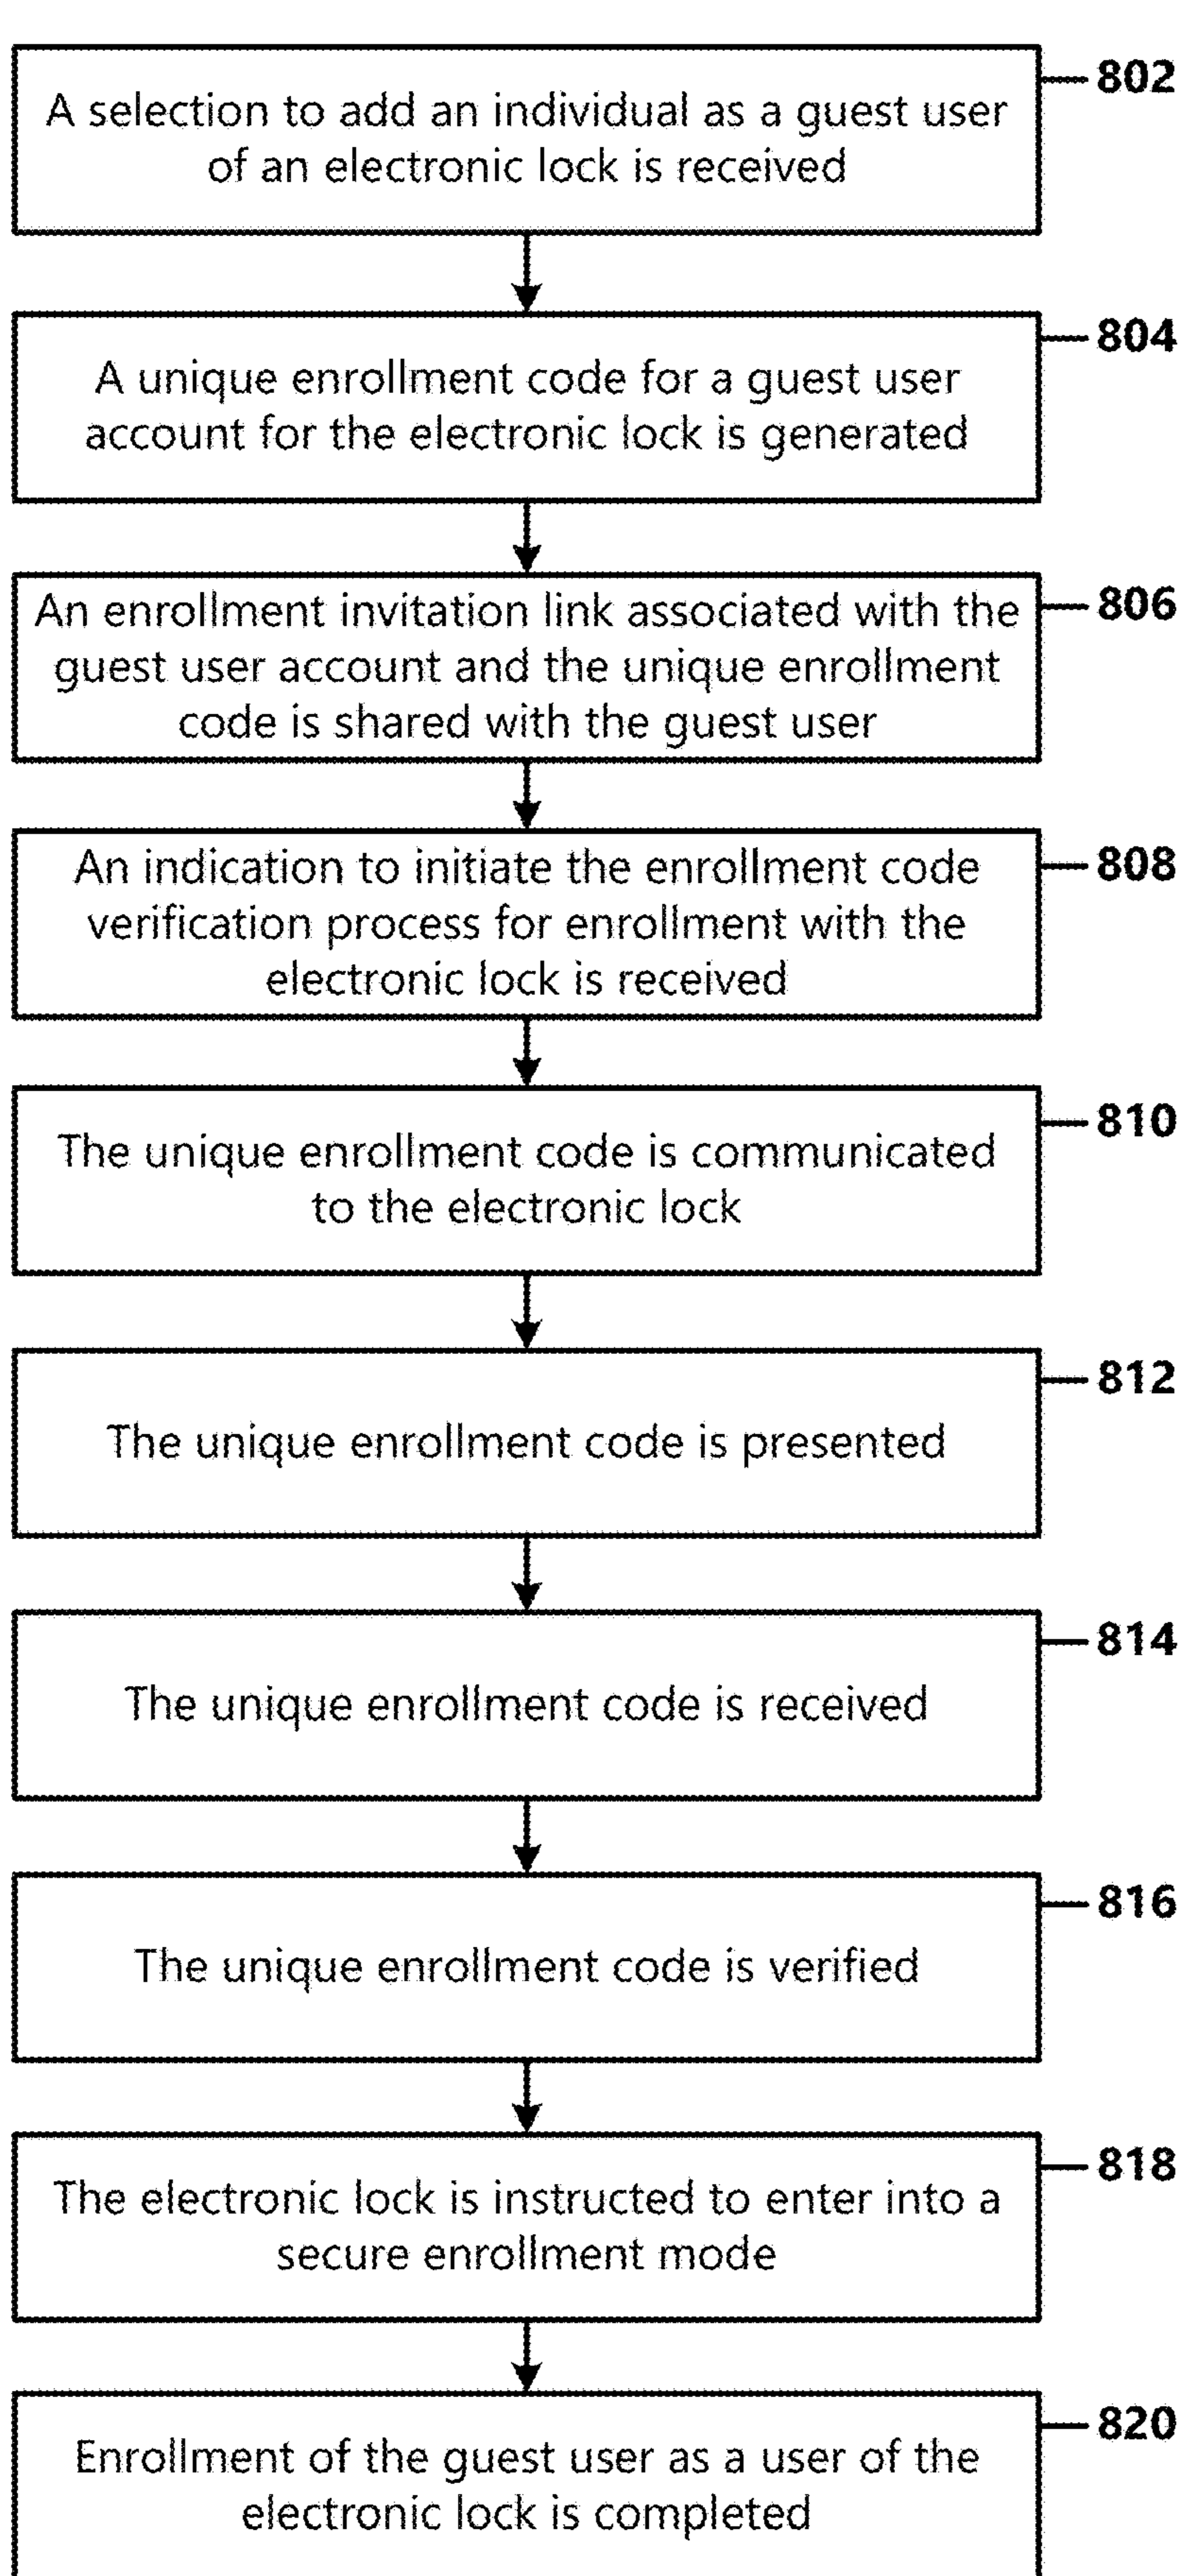 802
A selection to add an individual as a guest user
of an electronic lock is received
804
A unique enrollment code for a guest user
account for the electronic lock is generated
806
An enrollment invitation link associated with the
guest user account and the unique enrollment
code is shared with the guest user
808
An indication to initiate the enrollment code
verification process for enrollment with the
electronic lock is received
810
The unique enrollment code is communicated
to the electronic lock
812
The unique enrollment code is presented
814
The unique enrollment code is received
816
The unique enrollment code is verified
818
The electronic lock is instructed to enter into a
secure enrollment mode
820
Enrollment of the guest user as a user of the
electronic lock is completed